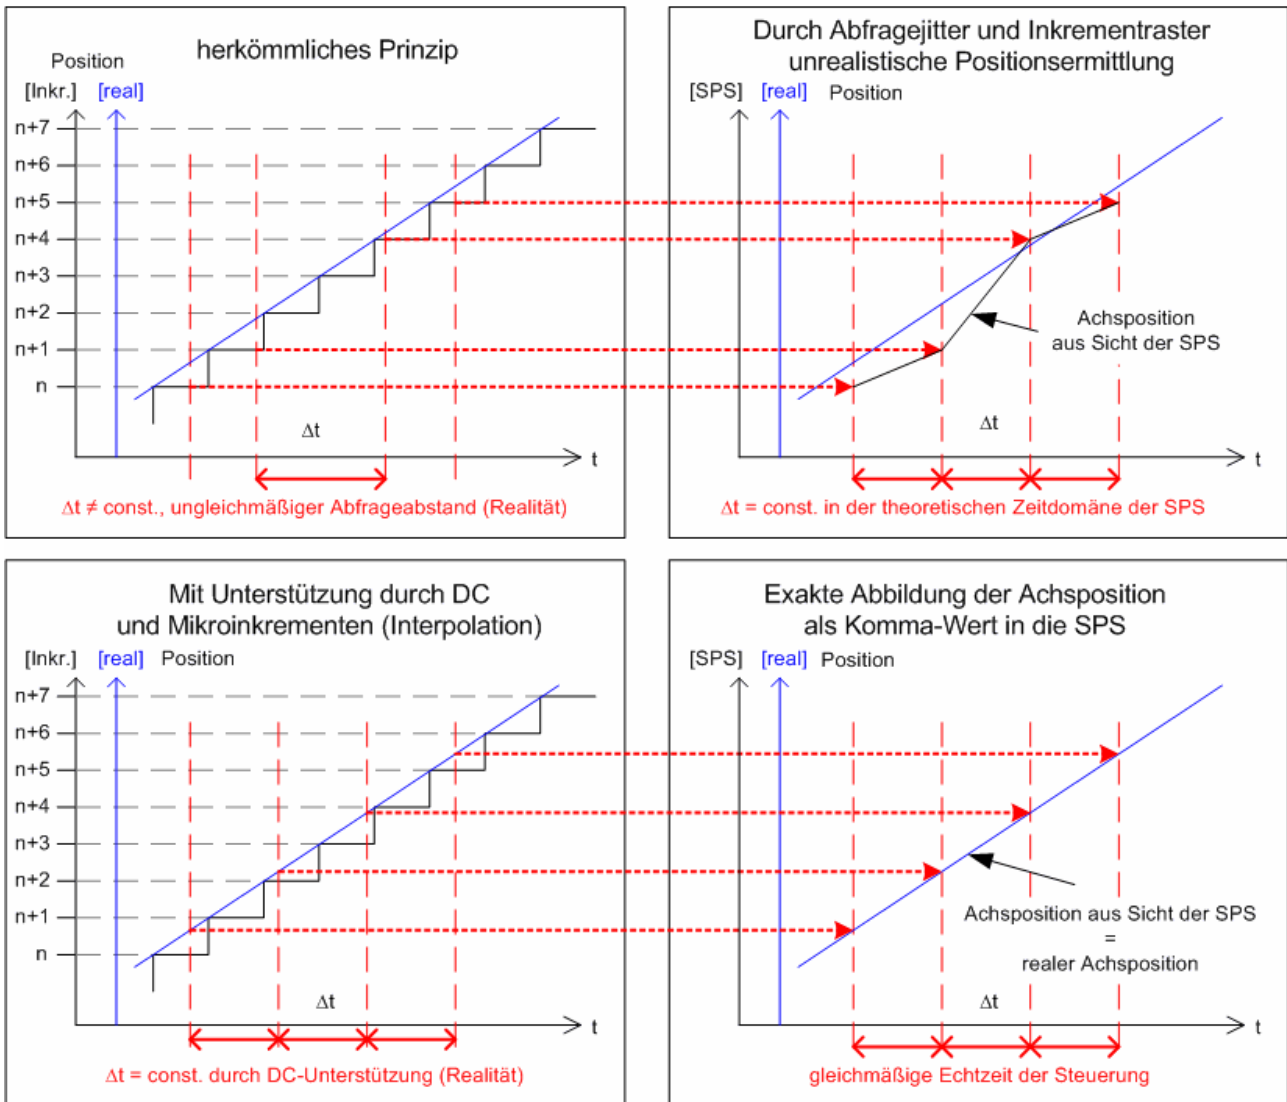 herkömmliches Prinzip
Position
[Inkr.] [real]
n+7
n+6
n+5
n+4
n+3
n+2
n+1
n
Δt
t
Δt ≠ const., ungleichmäßiger Abfrageabstand (Realität)
Durch Abfragejitter und Inkrementraster
unrealistische Positionsermittlung
[SPS] [real] Position
Achsposition
aus Sicht der SPS
Δt
t
Δt = const. in der theoretischen Zeitdomäne der SPS
Mit Unterstützung durch DC
und Mikroinkrementen (Interpolation)
[Inkr.] [real] Position
n+7
n+6
n+5
n+4
n+3
n+2
n+1
n
Δt
t
Δt = const. durch DC-Unterstützung (Realität)
Exakte Abbildung der Achsposition
als Komma-Wert in die SPS
[SPS] [real] Position
Achsposition aus Sicht der SPS
=
realer Achsposition
Δt
t
gleichmäßige Echtzeit der Steuerung